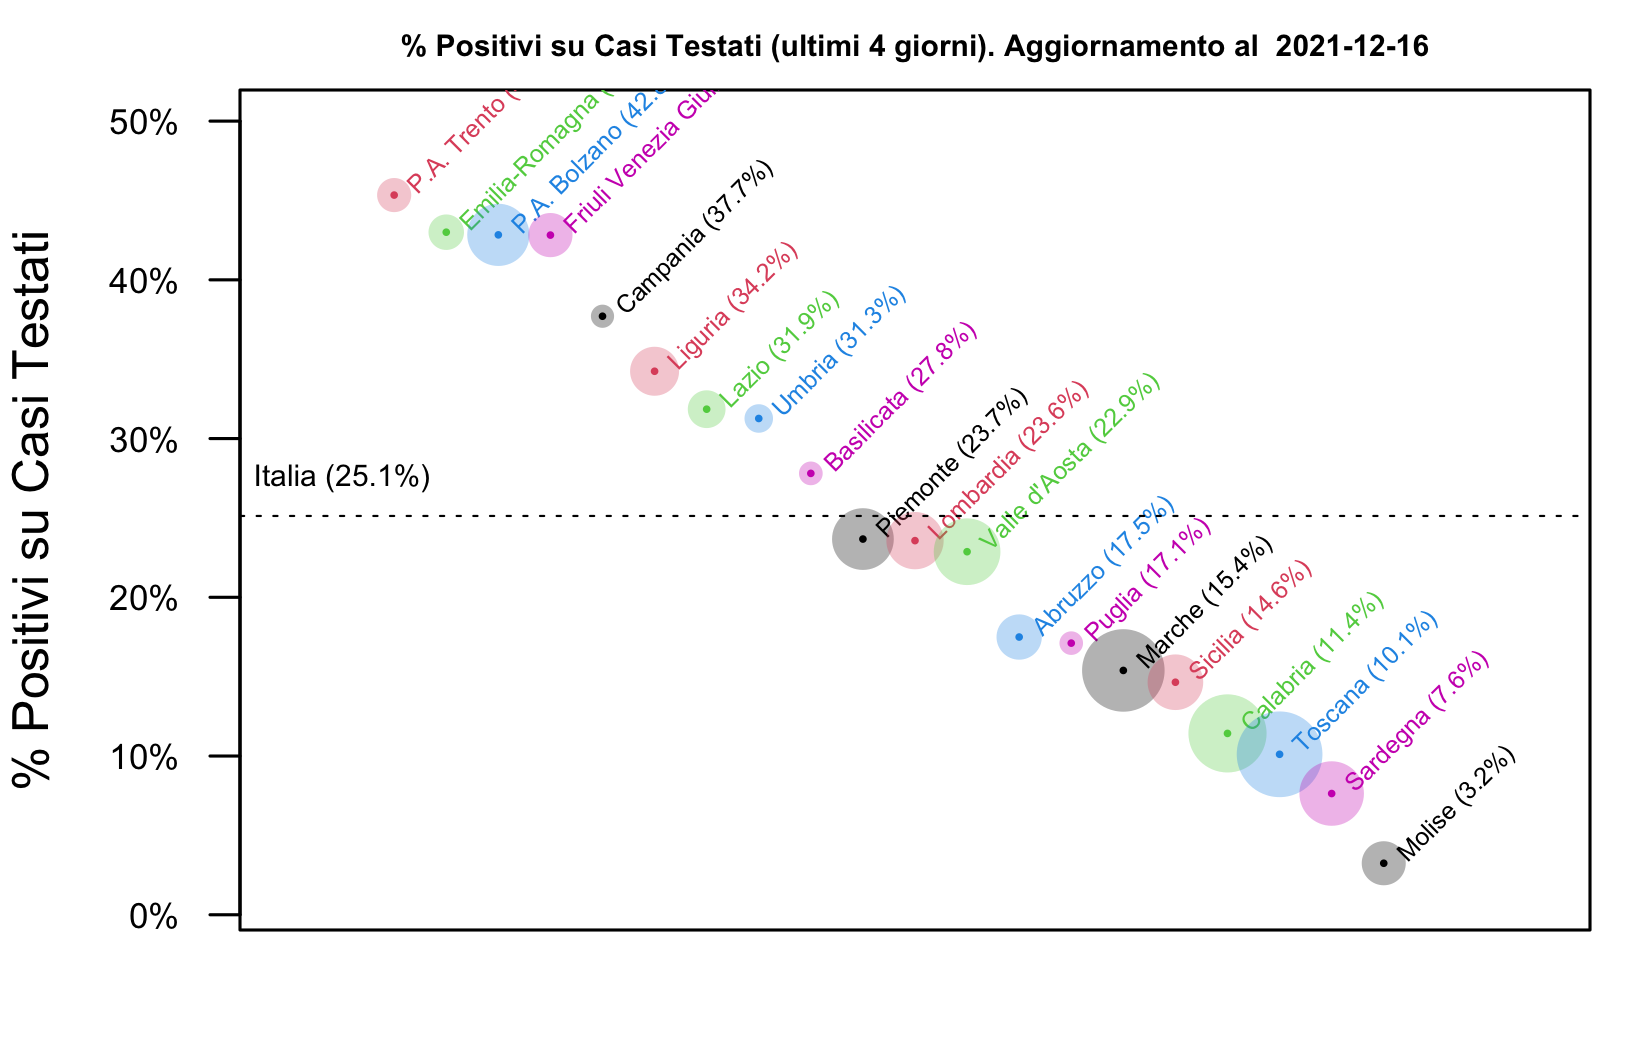 % Positivi su Casi Testati (ultimi 4 giorni). Aggiornamento al  2021-12-16
% Positivi su Casi Testati
50%
40%
30%
20%
10%
0%
Italia (25.1%)
P.A. Trento (
Emilia-Romagna (
P.A. Bolzano (42.
Friuli Venezia
Campania (37.7%)
Liguria (34.2%)
Lazio (31.9%)
Umbria (31.3%)
Basilicata (27.8%)
Piemonte (23.7%)
Lombardia (23.6%)
Valle d'Aosta (22.9%)
Abruzzo (17.5%)
Puglia (17.1%)
Marche (15.4%)
Sicilia (14.6%)
Calabria (11.4%)
Toscana (10.1%)
Sardegna (7.6%)
Molise (3.2%)